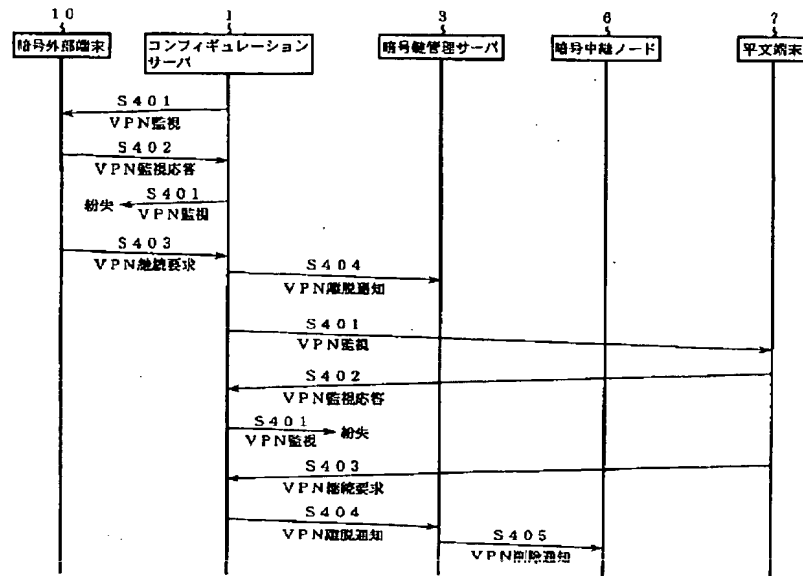 10 1 3 6 7
暗号外部端末 コンフィギュレーションサーバ 暗号鍵管理サーバ 暗号中継ノード 平文端末
S401
VPN監視
S402
VPN監視応答
S401
紛失 VPN監視
S403
VPN継続要求
S404
VPN離脱通知
S401
VPN監視
S402
VPN監視応答
S401
VPN監視 紛失
S403
VPN継続要求
S404
VPN離脱通知
S405
VPN削除通知